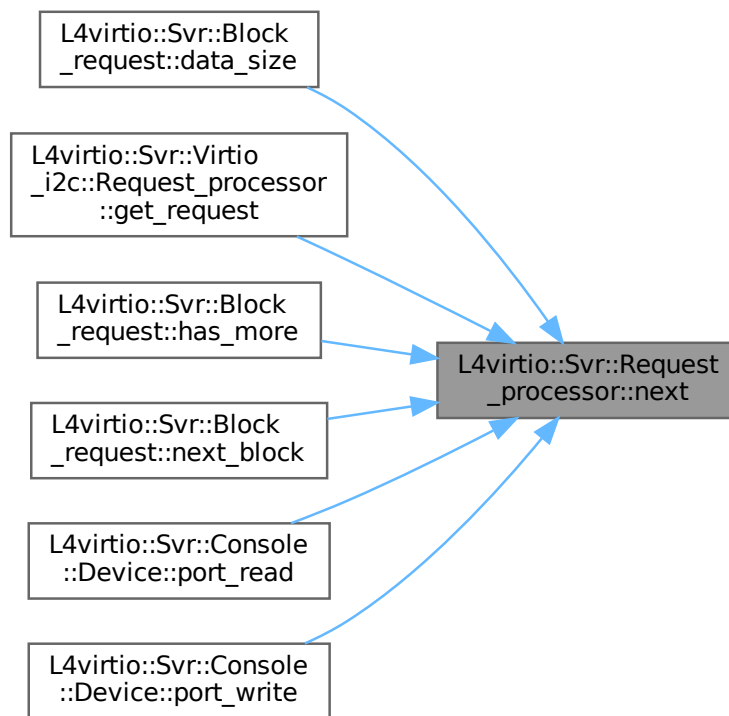 L4virtio::Svr::Block
_request::data_size
L4virtio::Svr::Virtio
_i2c::Request_processor
::get_request
L4virtio::Svr::Block
_request::has_more
L4virtio::Svr::Request
_processor::next
L4virtio::Svr::Block
_request::next_block
L4virtio::Svr::Console
::Device::port_read
L4virtio::Svr::Console
::Device::port_write